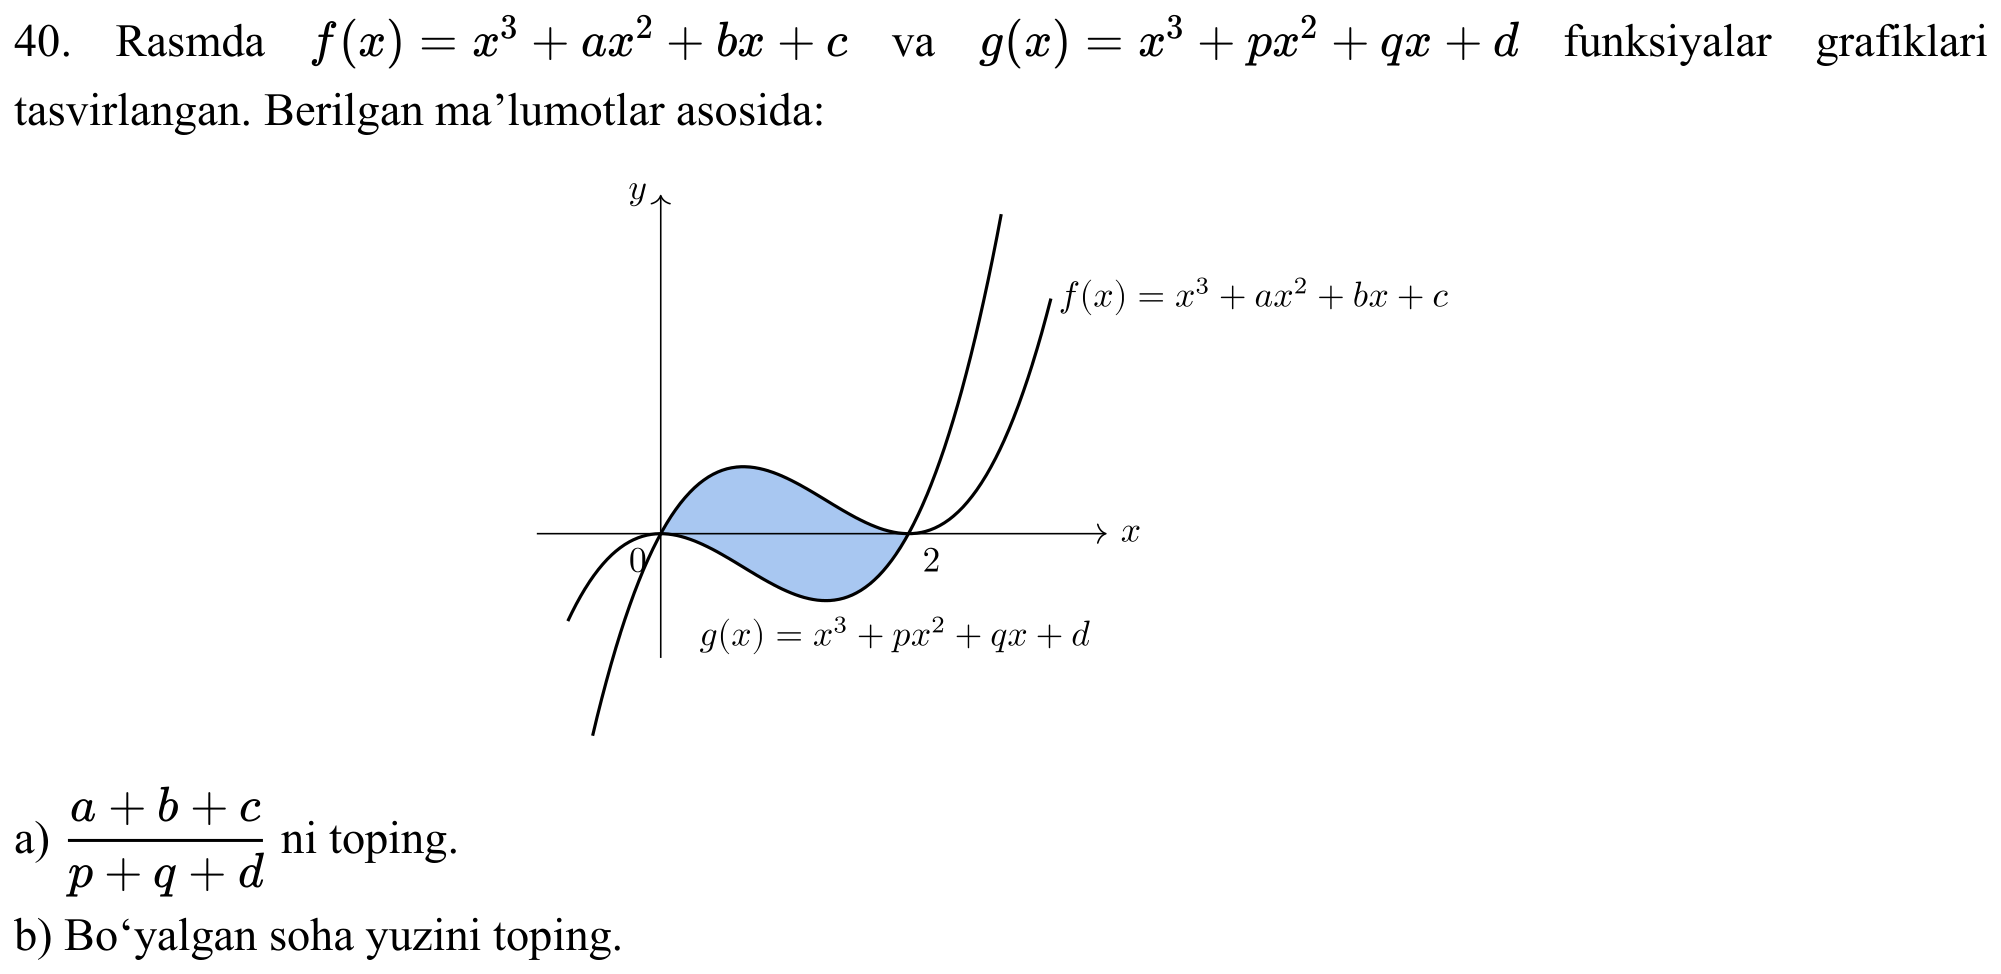 40. Rasmda f(x) = x³ + ax² + bx + c va g(x) = x³ + px² + qx + d funksiyalar grafiklari
tasvirlangan. Berilgan ma’lumotlar asosida:
y
f(x) = x³ + ax² + bx + c
x
0
2
g(x) = x³ + px² + qx + d
a) \frac{a + b + c}{p + q + d} ni toping.
b) Bo‘yalgan soha yuzini toping.